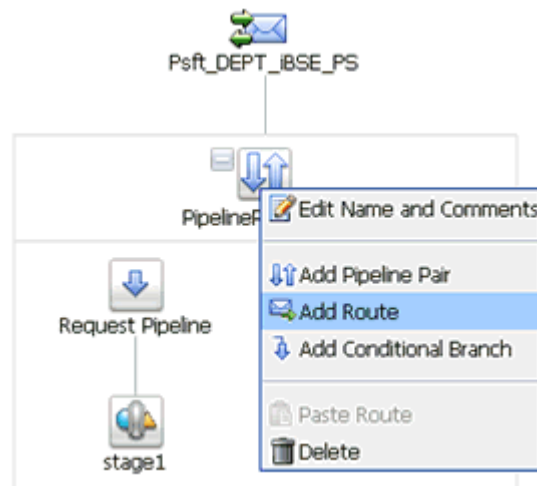 Psft_DEPT_iBSE_PS
Edit Name and Comments
Add Pipeline Pair
Request Pipeline
Add Route
Add Conditional Branch
Paste Route
stage1
Delete